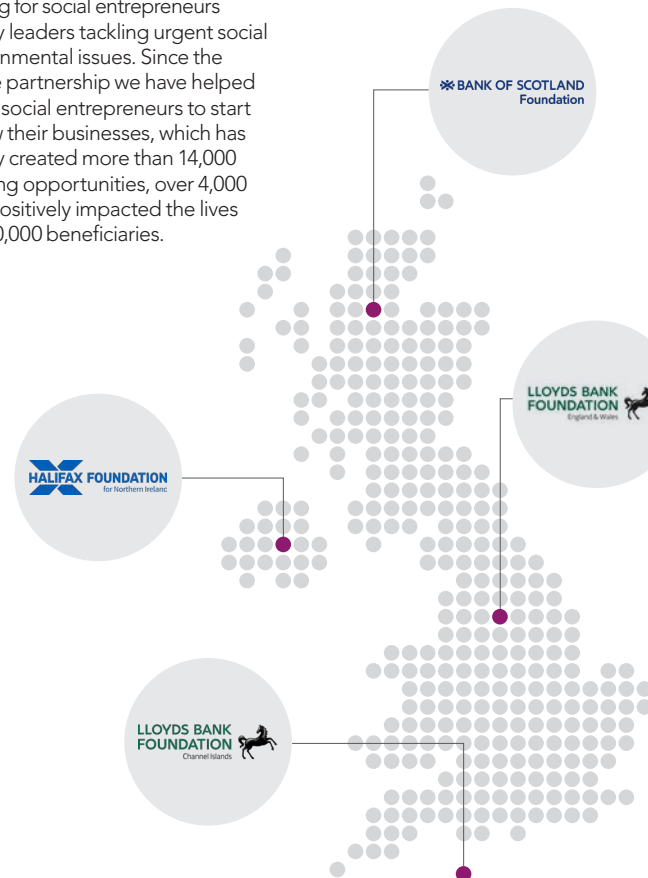 g for social entrepreneurs
y leaders tackling urgent social
onmental issues. Since the
e partnership we have helped
social entrepreneurs to start
w their businesses, which has
y created more than 14,000
ng opportunities, over 4,000
ositively impacted the lives
0,000 beneficiaries.
BANK OF SCOTLAND
Foundation
LLOYDS BANK
FOUNDATION
England & Wales
HALIFAX FOUNDATION
for Northern Ireland
LLOYDS BANK
FOUNDATION
Channel Islands